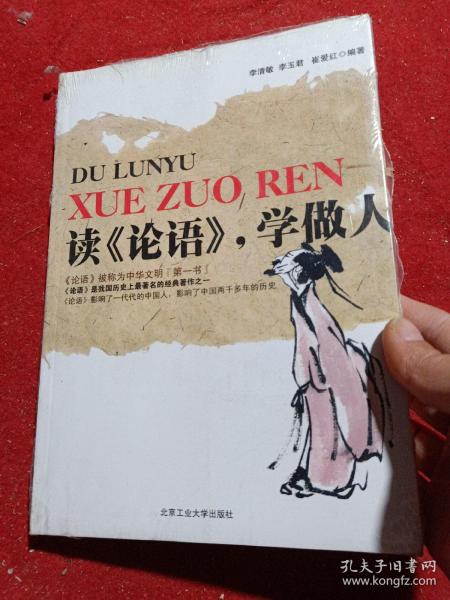 李清敏 李玉君 崔爱红◎编著
DU LUNYU
XUE ZUO REN
读《论语》，学做人
《论语》被称为中华文明「第一书」
《论语》是我国历史上最著名的经典著作之一
《论语》影响了一代代的中国人，影响了中国两千多年的历史
北京工业大学出版社
孔夫子旧书网
www.kongfz.com